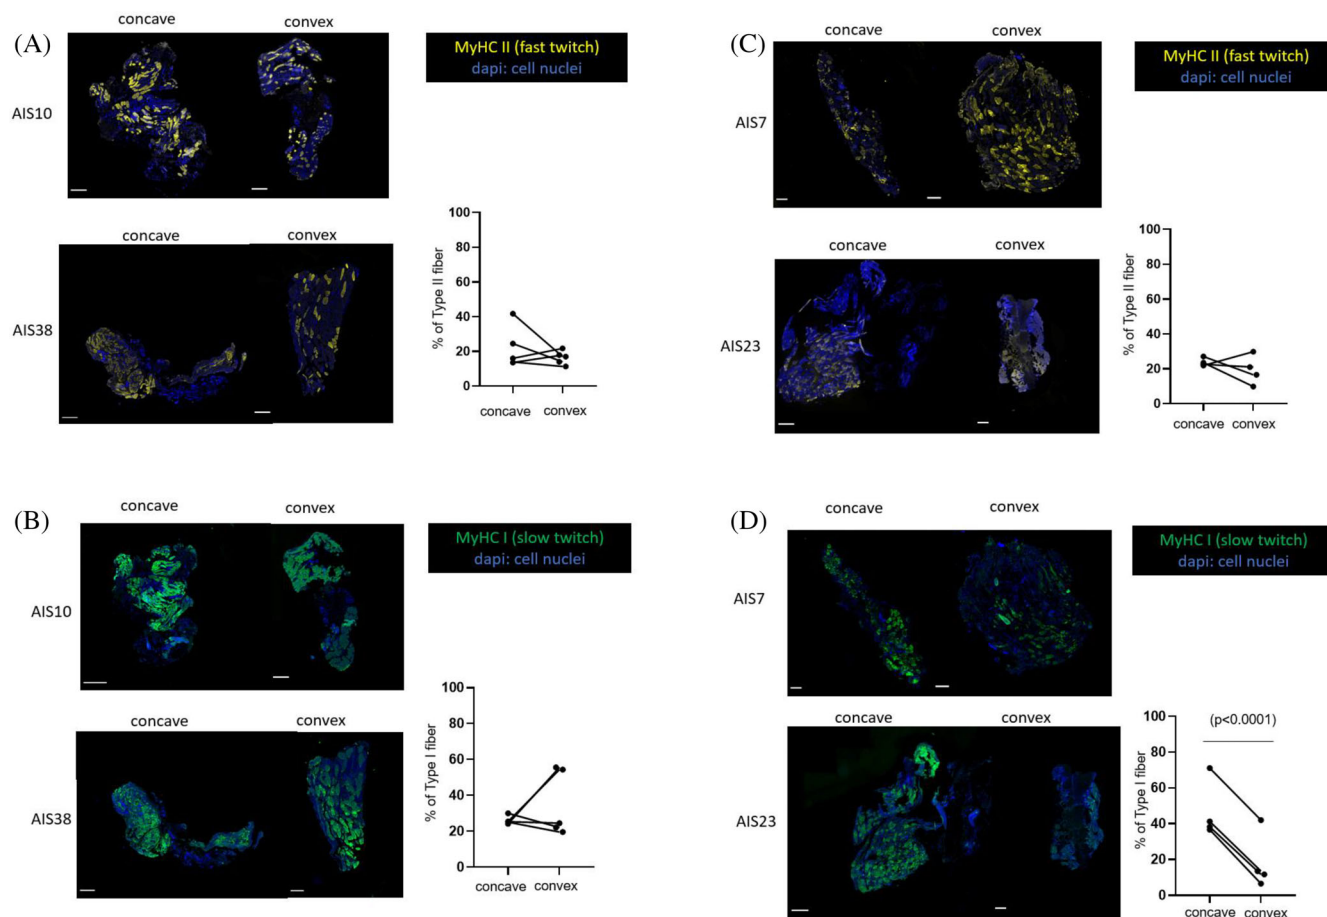 (A)
concave convex
MyHC II (fast twitch)
dapi: cell nuclei
AIS10
concave convex
AIS38
% of Type II fiber
100
80
60
40
20
0
concave convex
(B)
concave convex
MyHC I (slow twitch)
dapi: cell nuclei
AIS10
concave convex
AIS38
% of Type I fiber
100
80
60
40
20
0
concave convex
(C)
concave convex
MyHC II (fast twitch)
dapi: cell nuclei
AIS7
concave convex
AIS23
% of Type II fiber
100
80
60
40
20
0
concave convex
(D)
concave convex
MyHC I (slow twitch)
dapi: cell nuclei
AIS7
concave convex
AIS23
% of Type I fiber
100
80
60
40
20
0
(p<0.0001)
concave convex